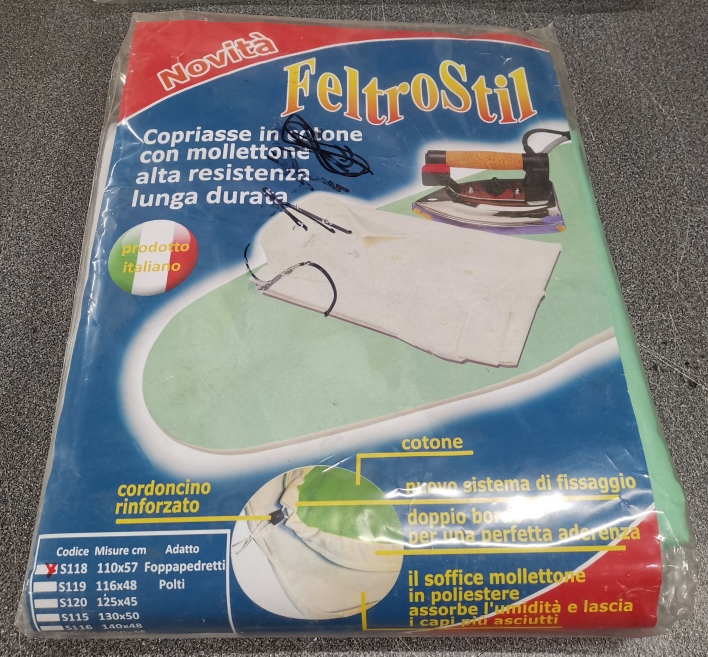 Novità
FeltroStil
Copriasse in cotone
con mollettone
alta resistenza
lunga durata
prodotto
italiano
cotone
cordoncino
rinforzato
nuovo sistema di fissaggio
doppio
per una perfetta aderenza
il soffice mollettone
in poliestere
assorbe l'umidità e lascia
i capi più asciutti
Codice Misure cm Adatto
S118 110x57 Foppapedretti
S119 116x48 Polti
S120 125x45
S115 130x50
S116 140x48